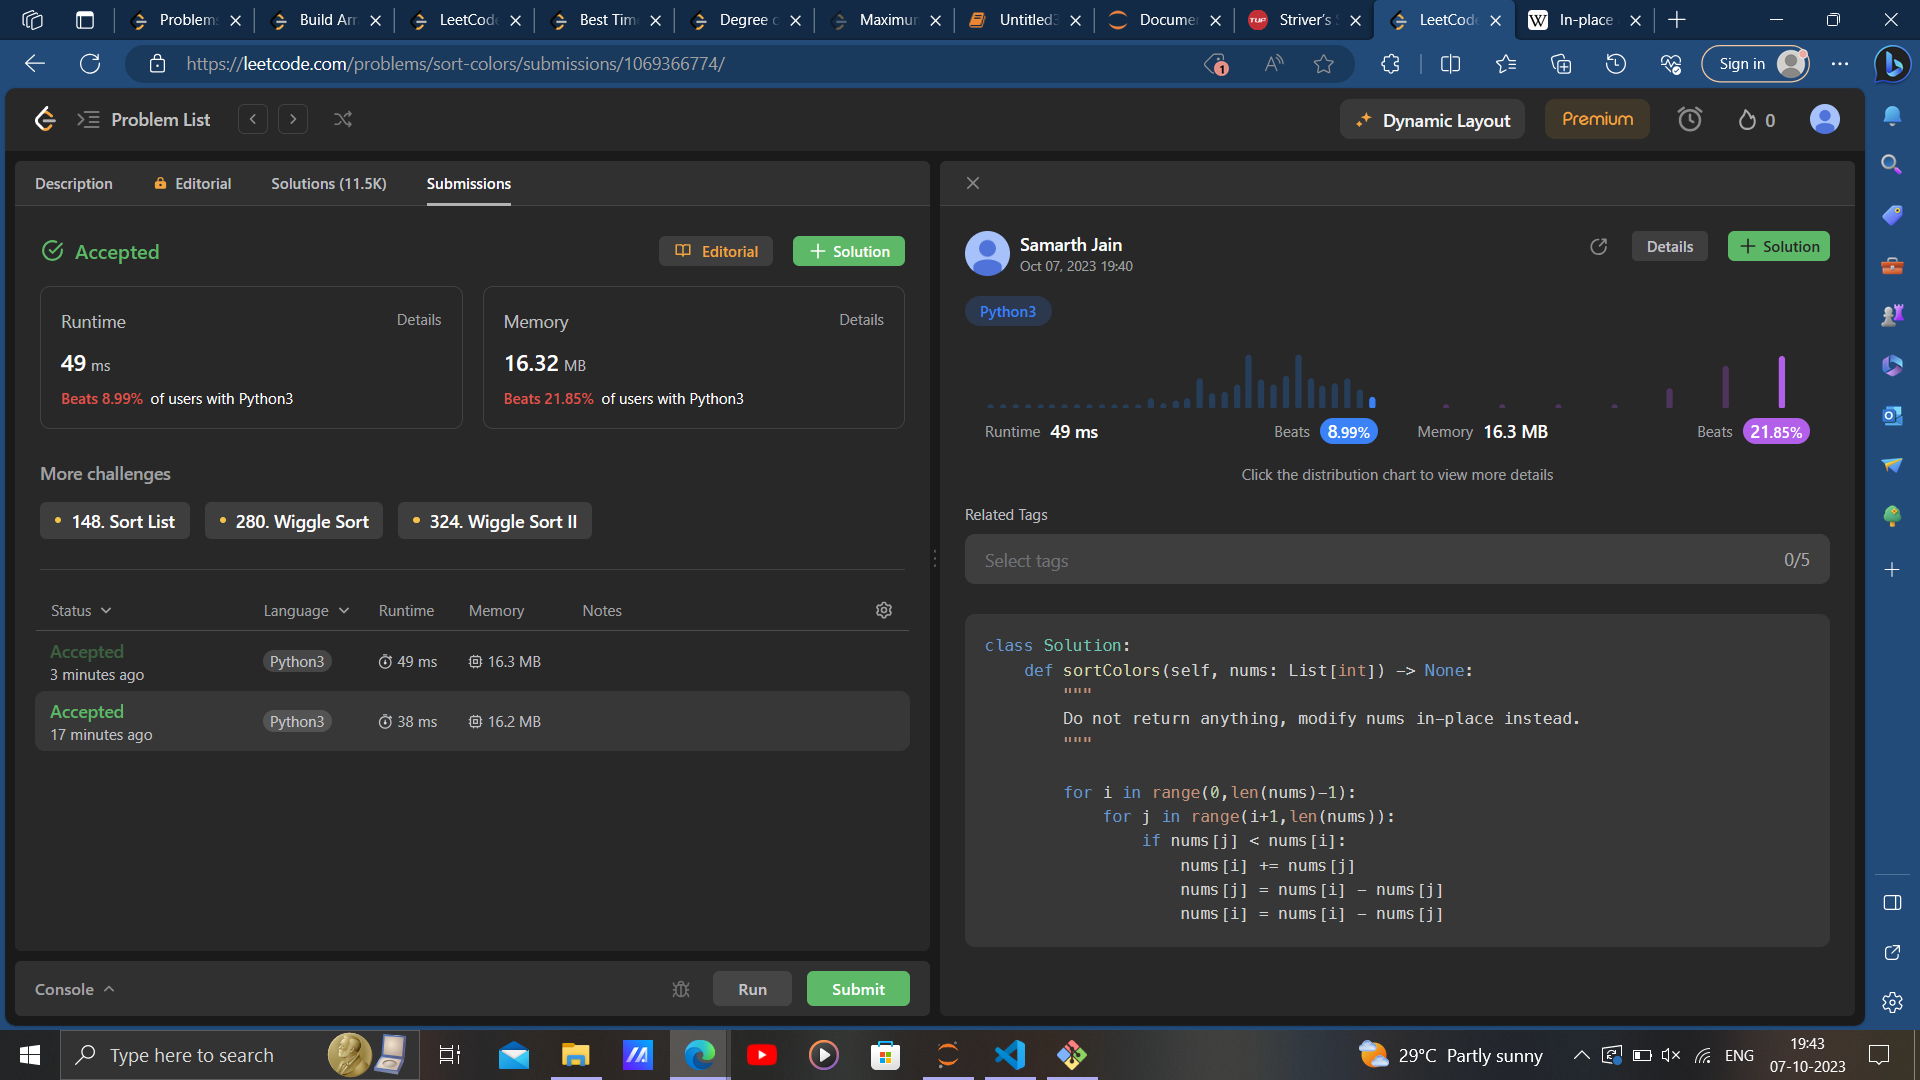 Problems
Build Arr
LeetCode
Best Time
Degree o
Maximum
Untitled3
Docume
Striver's S
LeetCode
In-place
https://leetcode.com/problems/sort-colors/submissions/1069366774/
1
Sign in
Problem List
Dynamic Layout
Premium
0
Description
Editorial
Solutions (11.5K)
Submissions
Accepted
Editorial
Solution
Runtime
Details
49 ms
Beats 8.99% of users with Python3
Memory
Details
16.32 MB
Beats 21.85% of users with Python3
More challenges
148. Sort List
280. Wiggle Sort
324. Wiggle Sort II
Status
Language
Runtime
Memory
Notes
Accepted
3 minutes ago
Python3
49 ms
16.3 MB
Accepted
17 minutes ago
Python3
38 ms
16.2 MB
Console
Run
Submit
Samarth Jain
Oct 07, 2023 19:40
Details
Solution
Python3
Runtime 49 ms
Beats 8.99%
Memory 16.3 MB
Beats 21.85%
Click the distribution chart to view more details
Related Tags
Select tags
0/5
class Solution:
    def sortColors(self, nums: List[int]) -> None:
        """
        Do not return anything, modify nums in-place instead.
        """
        for i in range(0,len(nums)-1):
            for j in range(i+1,len(nums)):
                if nums[j] < nums[i]:
                    nums[i] += nums[j]
                    nums[j] = nums[i] - nums[j]
                    nums[i] = nums[i] - nums[j]
Type here to search
29°C Partly sunny
ENG
19:43
07-10-2023